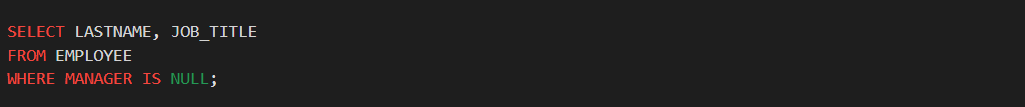 SELECT LASTNAME, JOB_TITLE
FROM EMPLOYEE
WHERE MANAGER IS NULL;